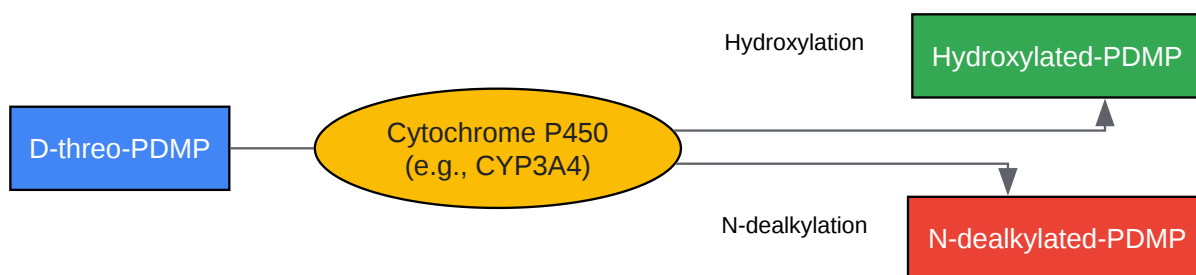 Hydroxylation
Hydroxylated-PDMP
D-threo-PDMP
Cytochrome P450
(e.g., CYP3A4)
N-dealkylation
N-dealkylated-PDMP